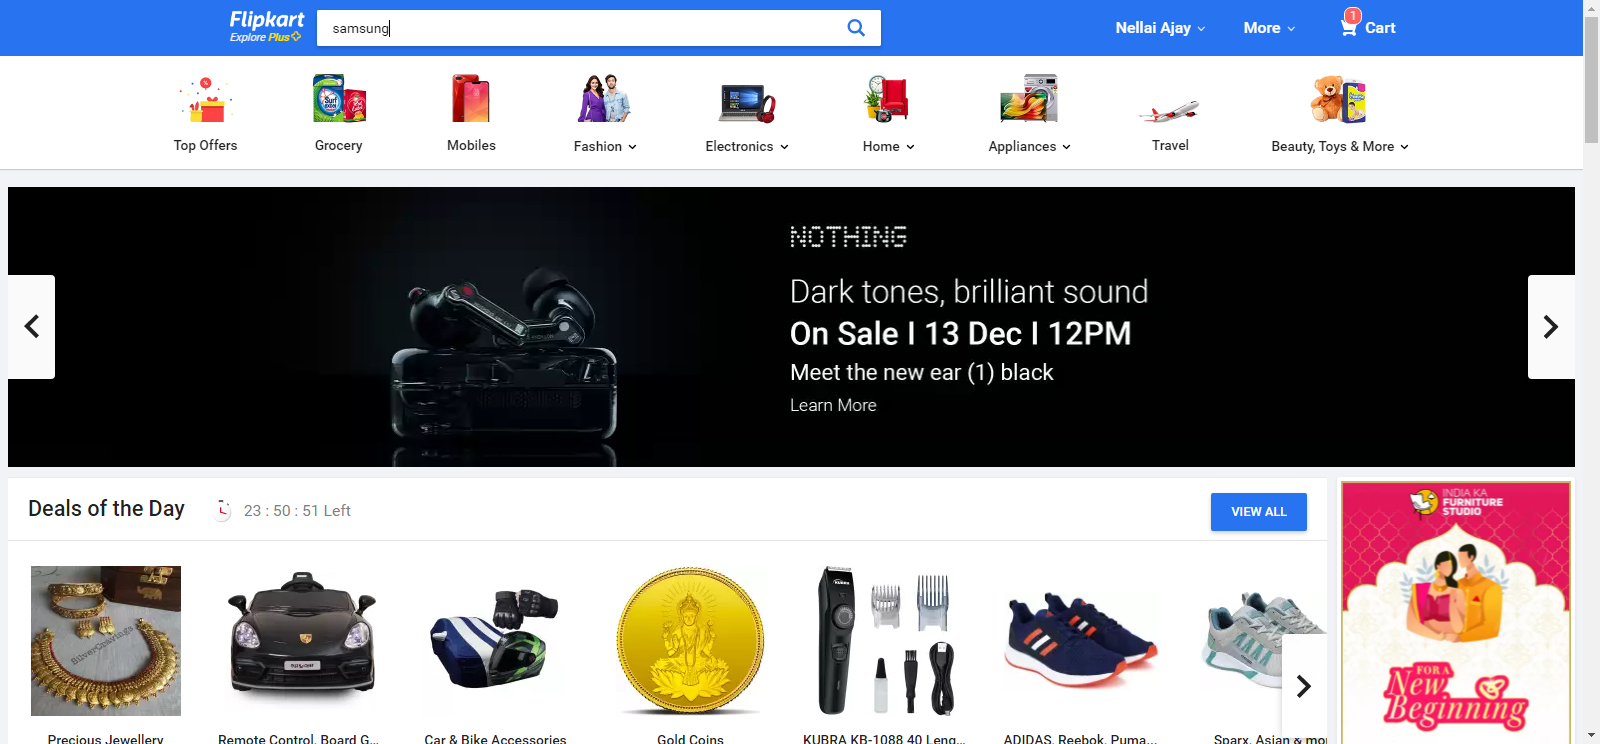 Flipkart
Explore Plus
samsung
Nellai Ajay
More
1
Cart
Top Offers
Grocery
Mobiles
Fashion
Electronics
Home
Appliances
Travel
Beauty, Toys & More
NOTHING
Dark tones, brilliant sound
On Sale I 13 Dec I 12PM
Meet the new ear (1) black
Learn More
Deals of the Day
23 : 50 : 51 Left
VIEW ALL
INDIA KA
FURNITURE
STUDIO
FOR A
New
Beginning
SilverCravings
KUBRA
Precious Jewellery
Remote Control, Board G...
Car & Bike Accessories
Gold Coins
KUBRA KB-1088 40 Leng...
ADIDAS, Reebok, Puma...
Sparx, Asian & mo